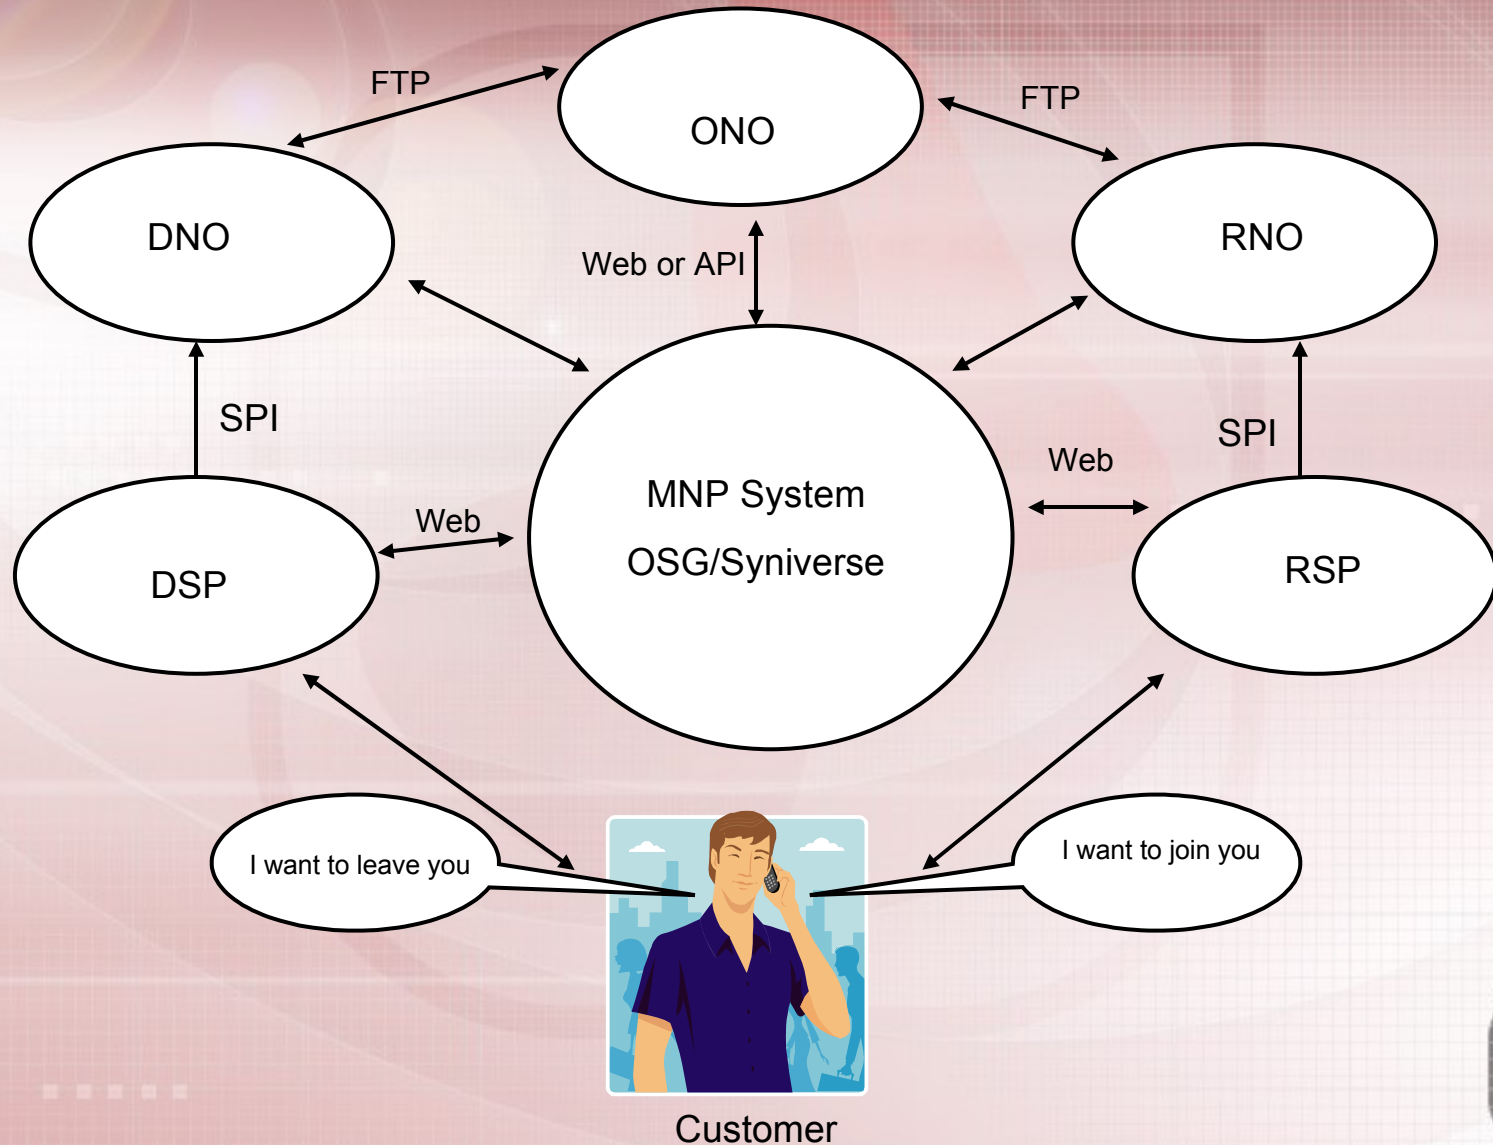 FTP
FTP
ONO
DNO
RNO
Web or API
SPI
SPI
Web
Web
MNP System
OSG/Syniverse
DSP
RSP
I want to leave you
I want to join you
Customer